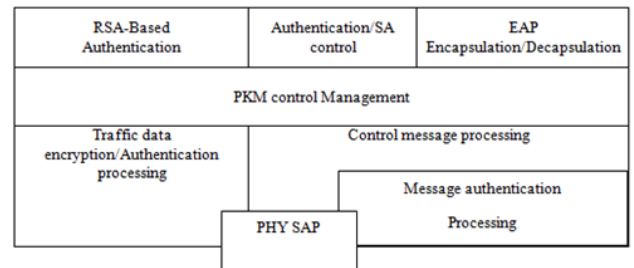 RSA-Based
Authentication
Authentication/SA
control
EAP
Encapsulation/Decapsulation
PKM control Management
Traffic data
encryption/Authentication
processing
Control message processing
Message authentication
Processing
PHY SAP